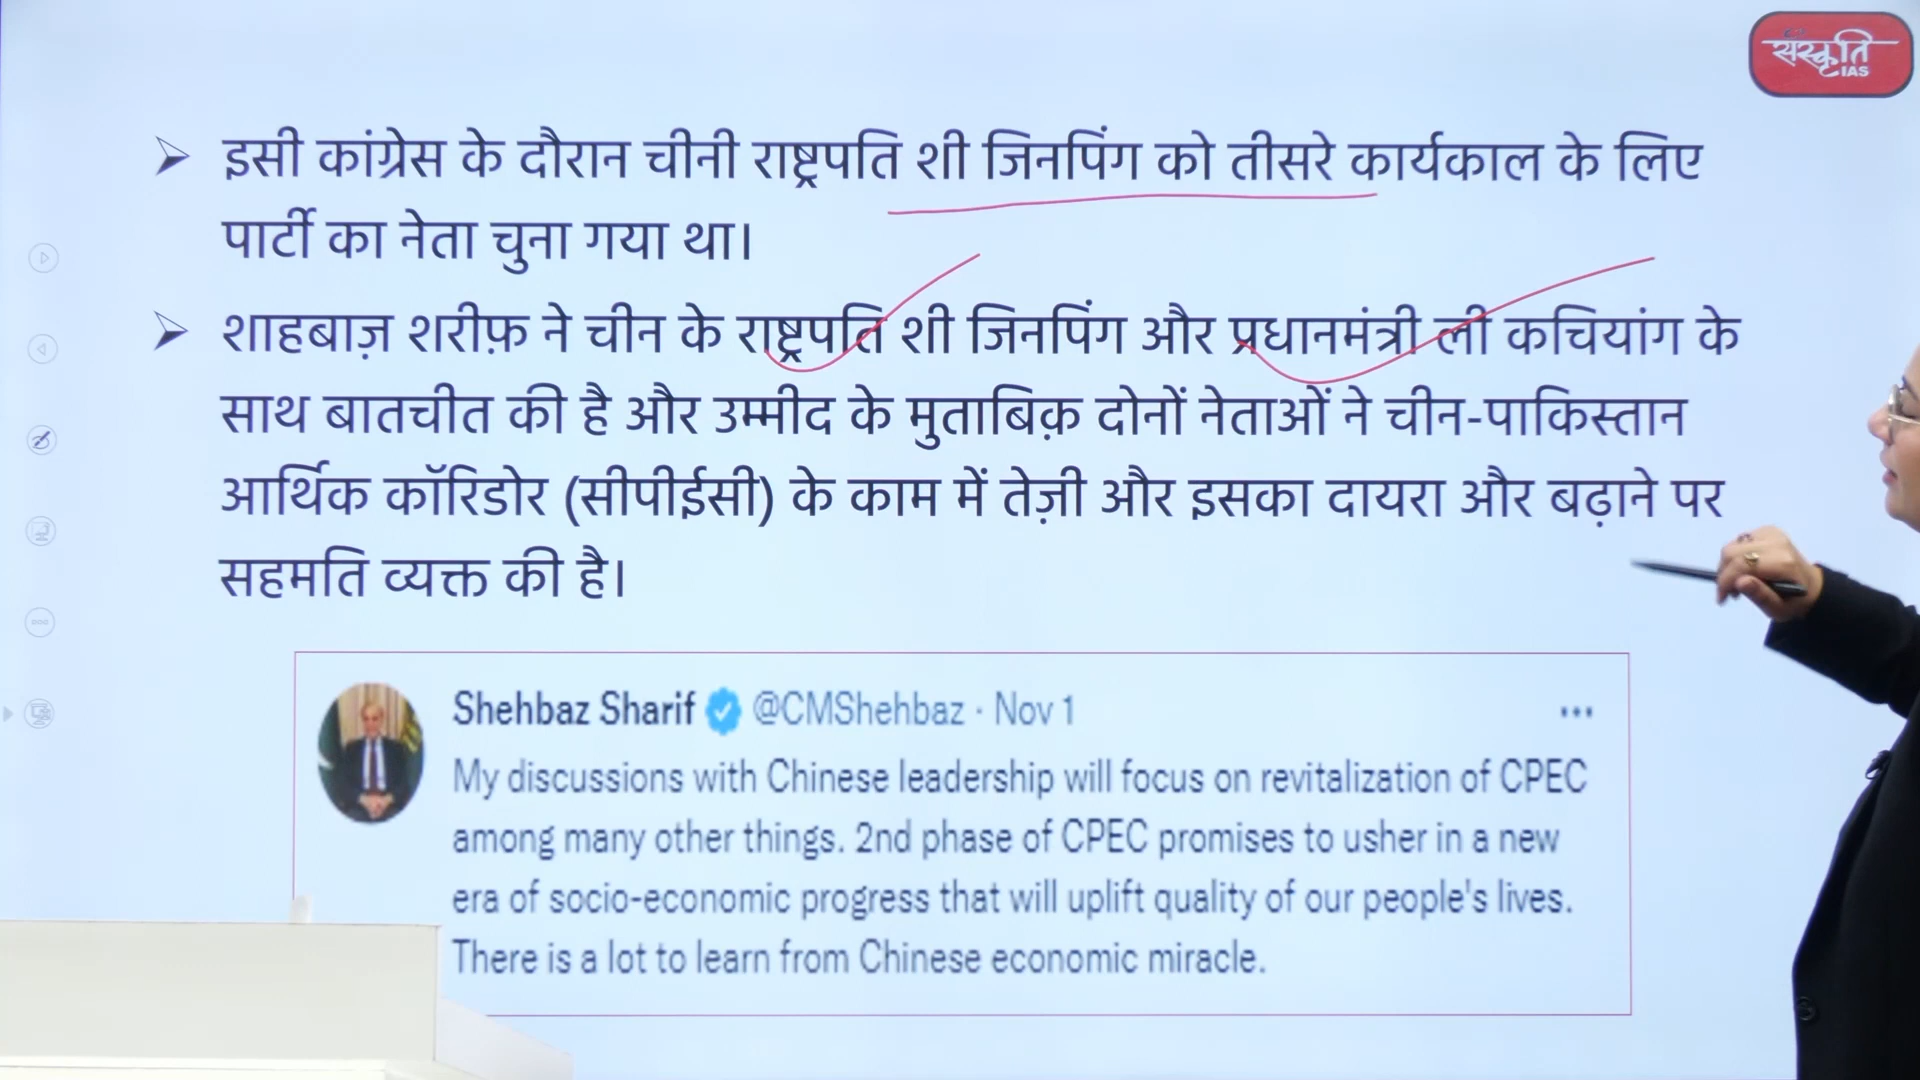 संस्कृति
IAS
इसी कांग्रेस के दौरान चीनी राष्ट्रपति शी जिनपिंग को तीसरे कार्यकाल के लिए
पार्टी का नेता चुना गया था।
शाहबाज़ शरीफ़ ने चीन के राष्ट्रपति शी जिनपिंग और प्रधानमंत्री ली कचियांग के
साथ बातचीत की है और उम्मीद के मुताबिक़ दोनों नेताओं ने चीन-पाकिस्तान
आर्थिक कॉरिडोर (सीपीईसी) के काम में तेज़ी और इसका दायरा और बढ़ाने पर
सहमति व्यक्त की है।
Shehbaz Sharif @CMShehbaz · Nov 1
My discussions with Chinese leadership will focus on revitalization of CPEC
among many other things. 2nd phase of CPEC promises to usher in a new
era of socio-economic progress that will uplift quality of our people's lives.
There is a lot to learn from Chinese economic miracle.